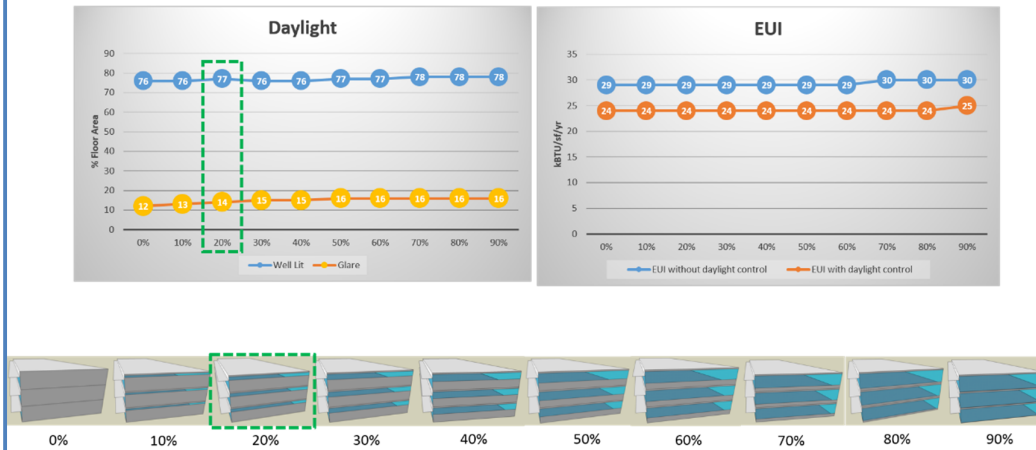 Daylight
% Floor Area
90
80
70
60
50
40
30
20
10
0
76 76 77 76 76 77 77 78 78 78
12 13 14 15 15 16 16 16 16 16
0% 10% 20% 30% 40% 50% 60% 70% 80% 90%
Well Lit Glare
EUI
kBTU/sf/yr
35
30
25
20
15
10
5
0
29 29 29 29 29 29 29 30 30 30
24 24 24 24 24 24 24 24 24 25
0% 10% 20% 30% 40% 50% 60% 70% 80% 90%
EUI without daylight control EUI with daylight control
0% 10% 20% 30% 40% 50% 60% 70% 80% 90%